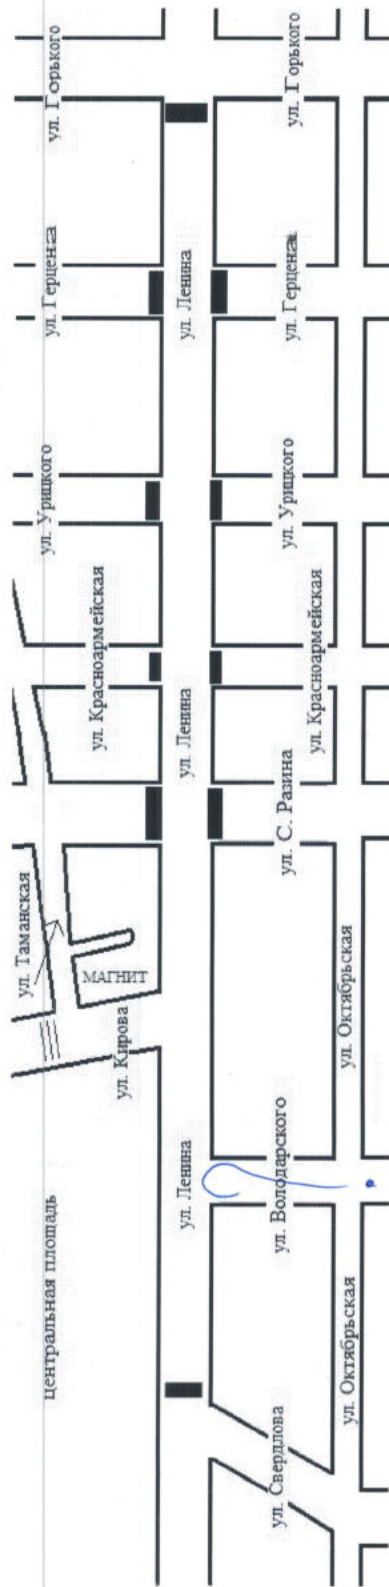 ул. Горького
ул. Герцена
ул. Урицкого
ул. Красноармейская
ул. Таманская
МАГНИТ
ул. Кирова
центральная площадь
ул. Ленина
ул. Ленина
ул. Ленина
ул. Горького
ул. Герцена
ул. Урицкого
ул. Красноармейская
ул. С. Разина
ул. Октябрьская
ул. Володарского
ул. Октябрьская
ул. Свердлова